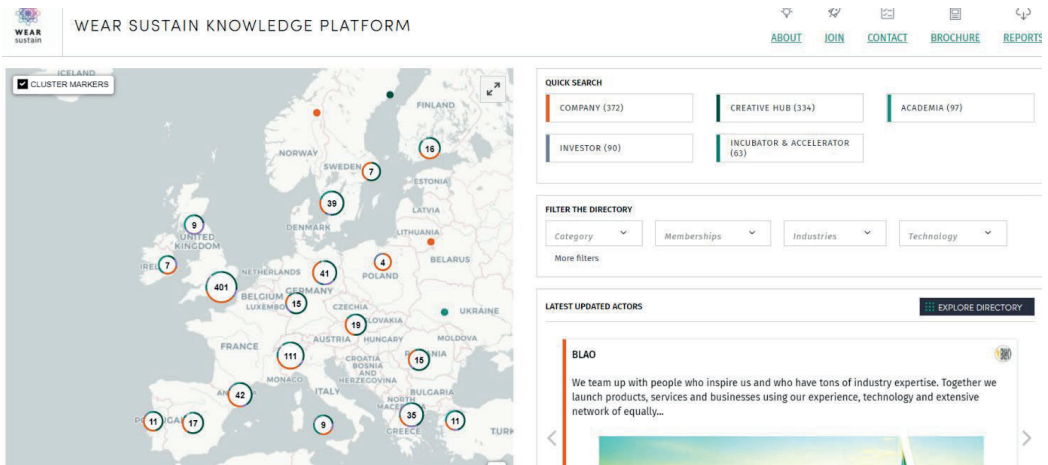 WEAR
sustain
WEAR SUSTAIN KNOWLEDGE PLATFORM
ABOUT
JOIN
CONTACT
BROCHURE
REPORTS
ICELAND
CLUSTER MARKERS
FINLAND
NORWAY
16
SWEDEN
7
ESTONIA
39
LATVIA
9
DENMARK
LITHUANIA
UNITED
KINGDOM
7
NETHERLANDS
41
4
BELARUS
POLAND
401
BELGIUM
GERMANY
LUXEMBO
15
CZECHIA
UKRAINE
19
SLOVAKIA
FRANCE
AUSTRIA
HUNGARY
MOLDOVA
111
CROATIA
BOSNIA
AND
HERZEGOVINA
15
MONACO
ITALY
BULGARIA
42
NORTH
35
11
17
9
GREECE
11
TURK
QUICK SEARCH
COMPANY (372)
CREATIVE HUB (334)
ACADEMIA (97)
INVESTOR (90)
INCUBATOR & ACCELERATOR
(63)
FILTER THE DIRECTORY
Category
Memberships
Industries
Technology
More filters
LATEST UPDATED ACTORS
EXPLORE DIRECTORY
BLAO
We team up with people who inspire us and who have tons of industry expertise. Together we
launch products, services and businesses using our experience, technology and extensive
network of equally...